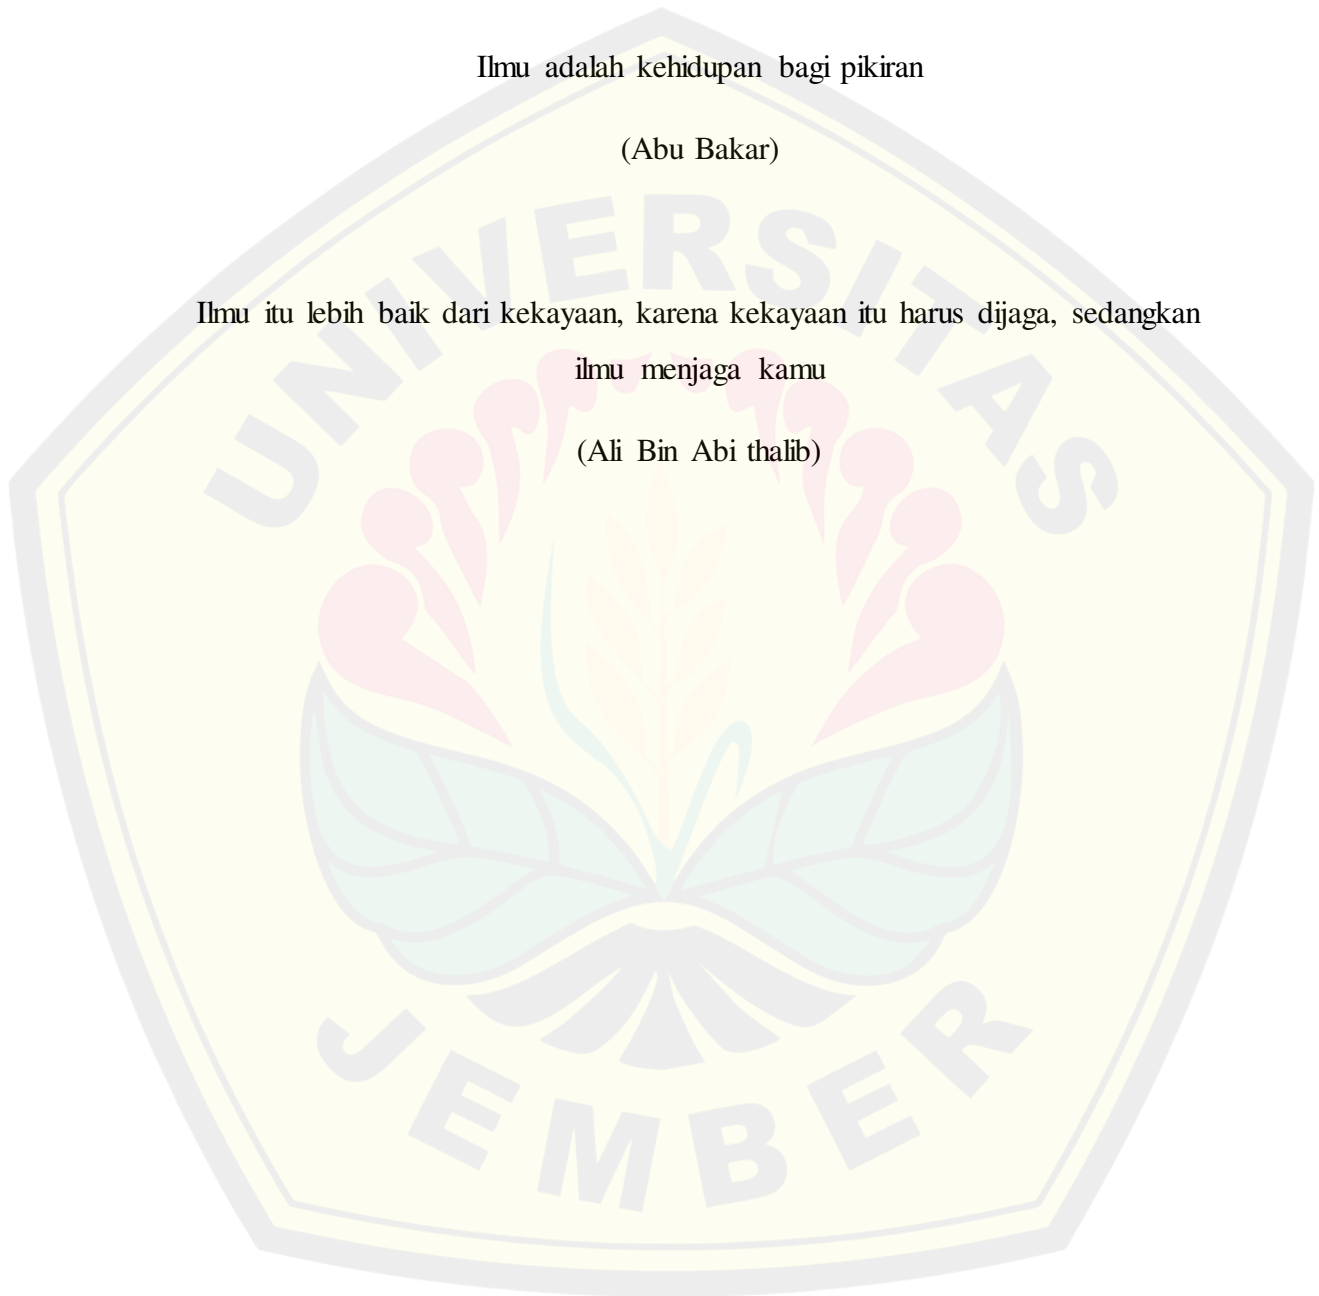 Ilmu adalah kehidupan bagi pikiran
(Abu Bakar)
Ilmu itu lebih baik dari kekayaan, karena kekayaan itu harus dijaga, sedangkan
ilmu menjaga kamu
(Ali Bin Abi thalib)
UNIVERSITAS
JEMBER